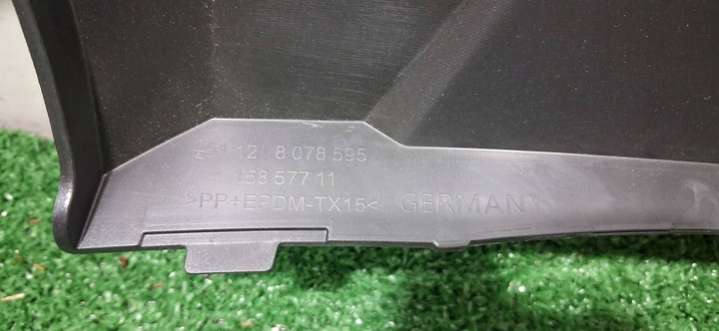 12 8 078 595
158 577 11
>PP+EPDM-TX15< GERMANY